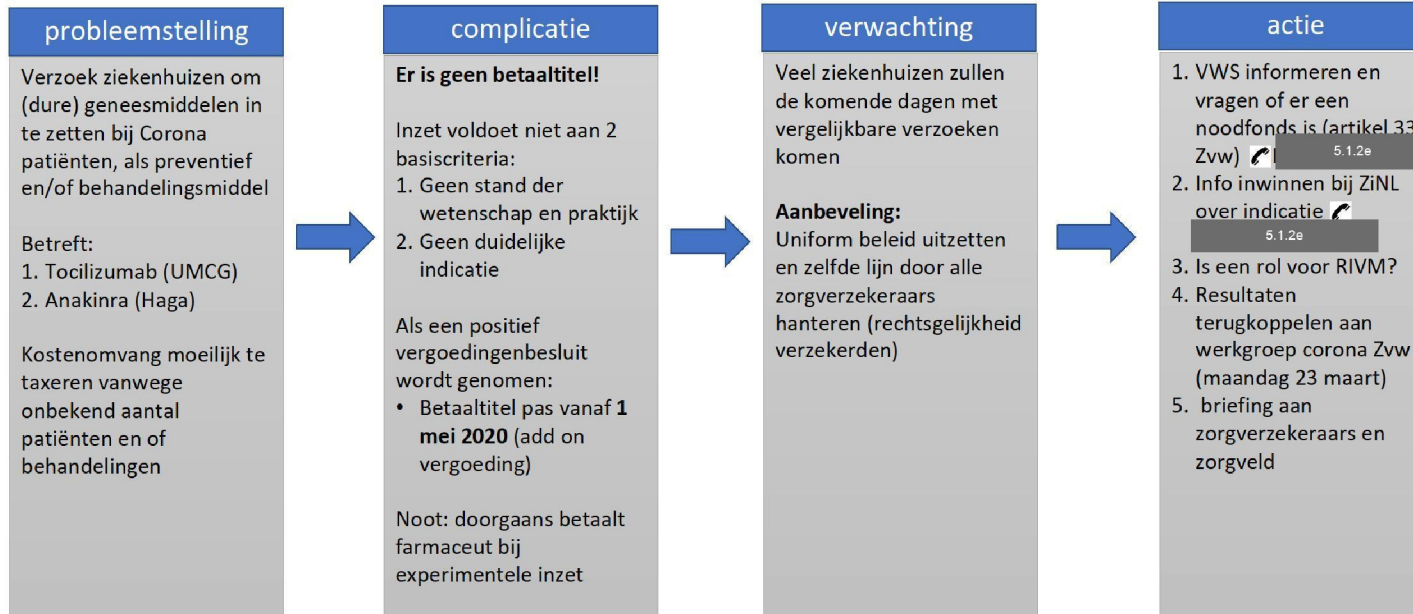 probleemstelling
Verzoek ziekenhuizen om
(dure) geneesmiddelen in
te zetten bij Corona
patiënten, als preventief
en/of behandelingsmiddel
Betreft:
1. Tocilizumab (UMCG)
2. Anakinra (Haga)
Kostenomvang moeilijk te
taxeren vanwege
onbekend aantal
patiënten en of
behandelingen
complicatie
Er is geen betaaltitel!
Inzet voldoet niet aan 2
basiscriteria:
1. Geen stand der
wetenschap en praktijk
2. Geen duidelijke
indicatie
Als een positief
vergoedingenbesluit
wordt genomen:
• Betaaltitel pas vanaf 1
mei 2020 (add on
vergoeding)
Noot: doorgaans betaalt
farmaceut bij
experimentele inzet
verwachting
Veel ziekenhuizen zullen
de komende dagen met
vergelijkbare verzoeken
komen
Aanbeveling:
Uniform beleid uitzetten
en zelfde lijn door alle
zorgverzekeraars
hanteren (rechtsgelijkheid
verzekerden)
actie
1. VWS informeren en
vragen of er een
noodfonds is (artikel 33
Zvw) 5.1.2e
2. Info inwinnen bij ZiNL
over indicatie
5.1.2e
3. Is een rol voor RIVM?
4. Resultaten
terugkoppelen aan
werkgroep corona Zvw
(maandag 23 maart)
5. briefing aan
zorgverzekeraars en
zorgveld